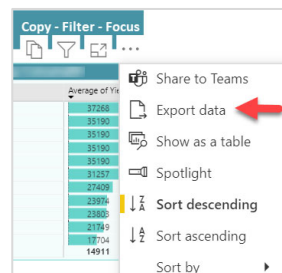 Copy - Filter - Focus
Share to Teams
Average of Yi
Export data
37268
35190
35190
35190
35190
31257
27409
23974
23803
21749
17704
14911
Show as a table
Spotlight
Sort descending
Sort ascending
Sort by